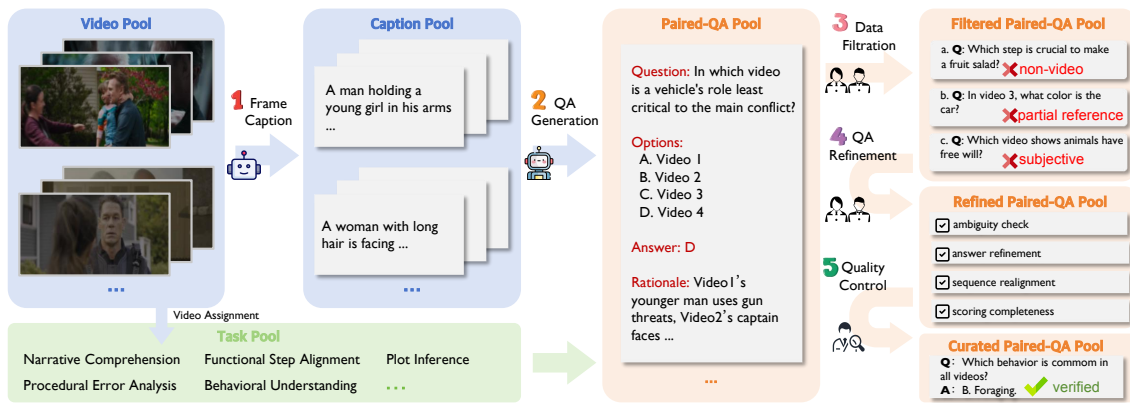 Video Pool
...
1 Frame
Caption
Caption Pool
A man holding a
young girl in his arms
...
A woman with long
hair is facing ...
...
2 QA
Generation
Video Assignment
Task Pool
Narrative Comprehension
Functional Step Alignment
Plot Inference
Procedural Error Analysis
Behavioral Understanding
...
Paired-QA Pool
Question: In which video
is a vehicle's role least
critical to the main conflict?
Options:
A. Video 1
B. Video 2
C. Video 3
D. Video 4
Answer: D
Rationale: Video1's
younger man uses gun
threats, Video2's captain
faces ...
...
3 Data
Filtration
4 QA
Refinement
5 Quality
Control
Filtered Paired-QA Pool
a. Q: Which step is crucial to make
a fruit salad? non-video
b. Q: In video 3, what color is the
car? partial reference
c. Q: Which video shows animals have
free will? subjective
Refined Paired-QA Pool
ambiguity check
answer refinement
sequence realignment
scoring completeness
Curated Paired-QA Pool
Q: Which behavior is commom in
all videos?
A: B. Foraging. verified